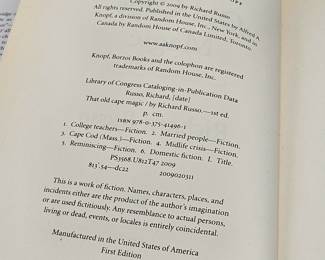 Copyright © 2009 by Richard Russo
All rights reserved. Published in the United States by Alfred A.
Knopf, a division of Random House, Inc., New York, and in
Canada by Random House of Canada Limited, Toronto.
www.aaknopf.com
Knopf, Borzoi Books and the colophon are registered
trademarks of Random House, Inc.
Library of Congress Cataloging-in-Publication Data
Russo, Richard, [date]
That old cape magic / by Richard Russo.—1st ed.
p. cm.
ISBN 978-0-375-41496-1
1. College teachers—Fiction. 2. Married people—Fiction.
3. Cape Cod (Mass.)—Fiction. 4. Midlife crisis—Fiction.
5. Reminiscing—Fiction. 6. Domestic fiction. I. Title.
PS3568.U812T47 2009
813'.54—dc22 2009020311
This is a work of fiction. Names, characters, places, and
incidents either are the product of the author's imagination
or are used fictitiously. Any resemblance to actual persons,
living or dead, events, or locales is entirely coincidental.
Manufactured in the United States of America
First Edition